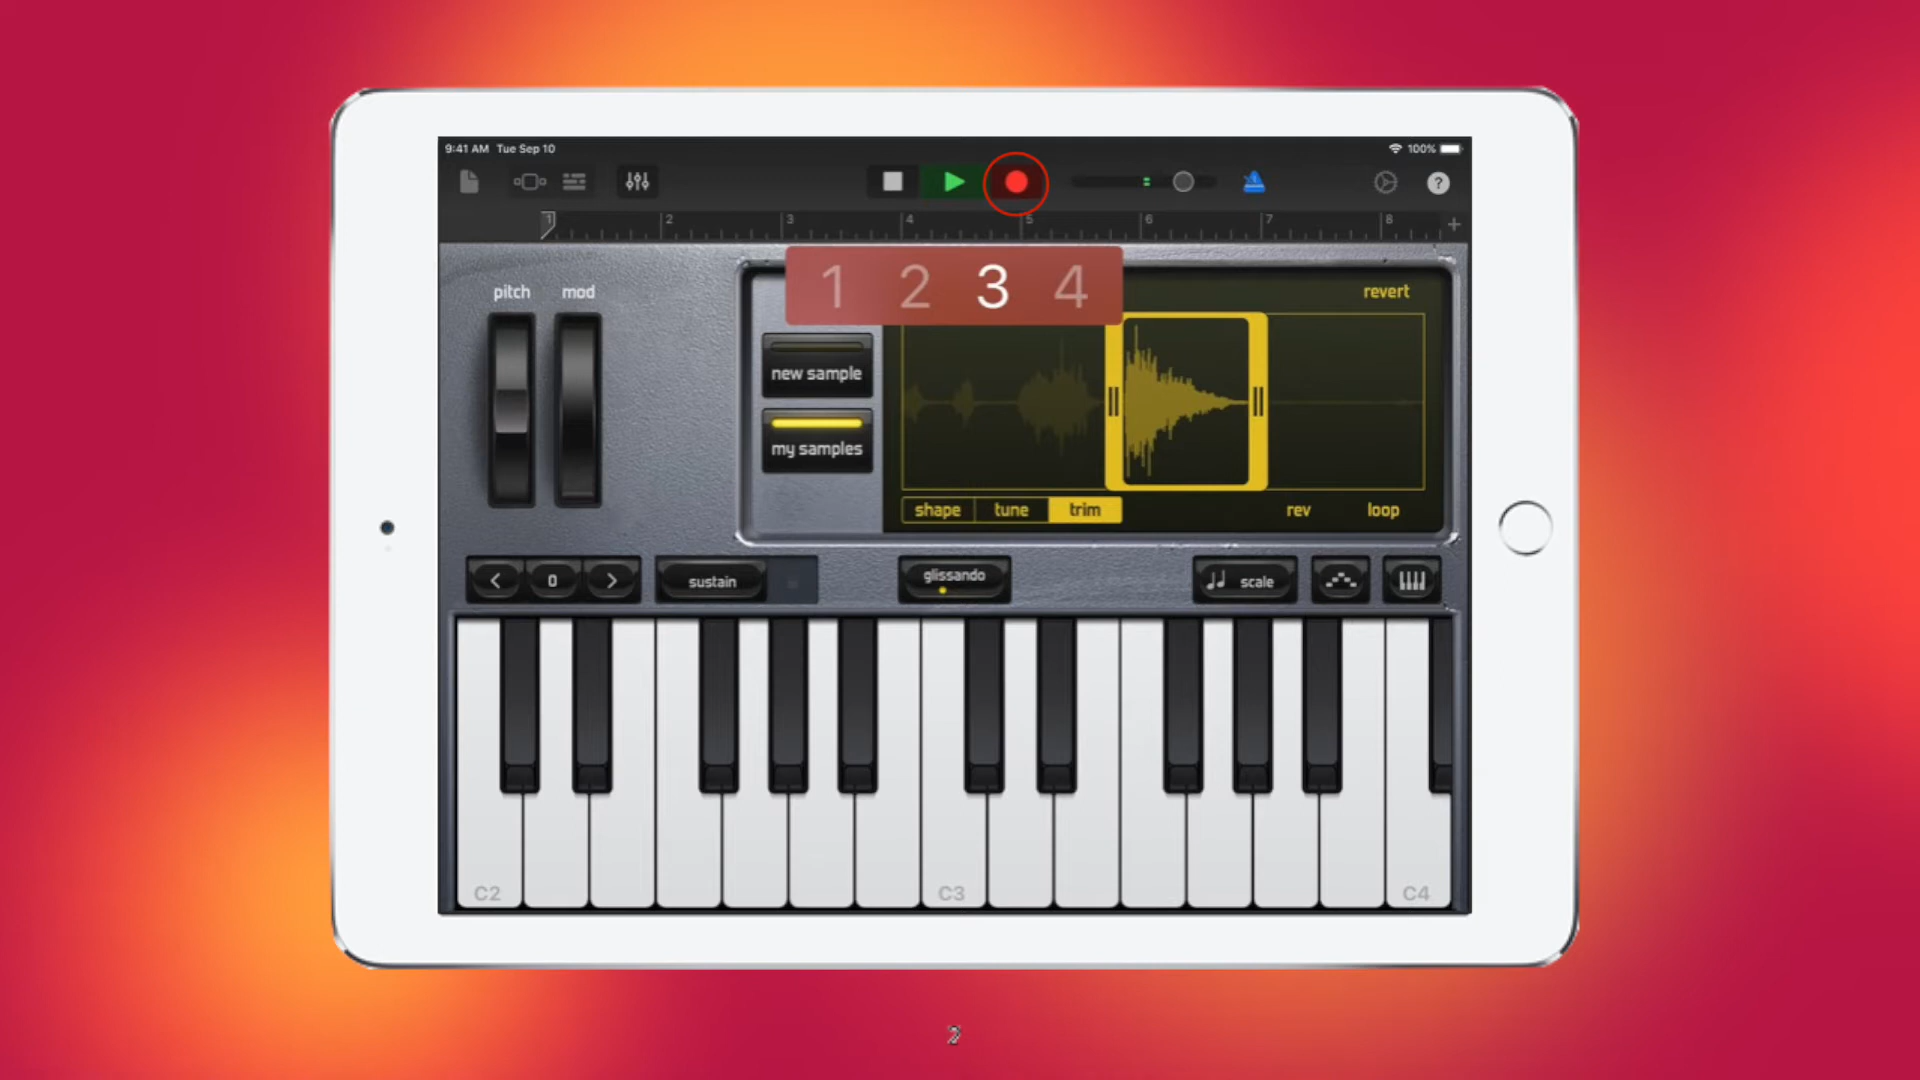 9:41 AM Tue Sep 10
100%
?
1 2 3 4 5 6 7 8 +
1 2 3 4
pitch mod
revert
new sample
my samples
shape tune trim rev loop
< 0 > sustain glissando scale
C2 C3 C4